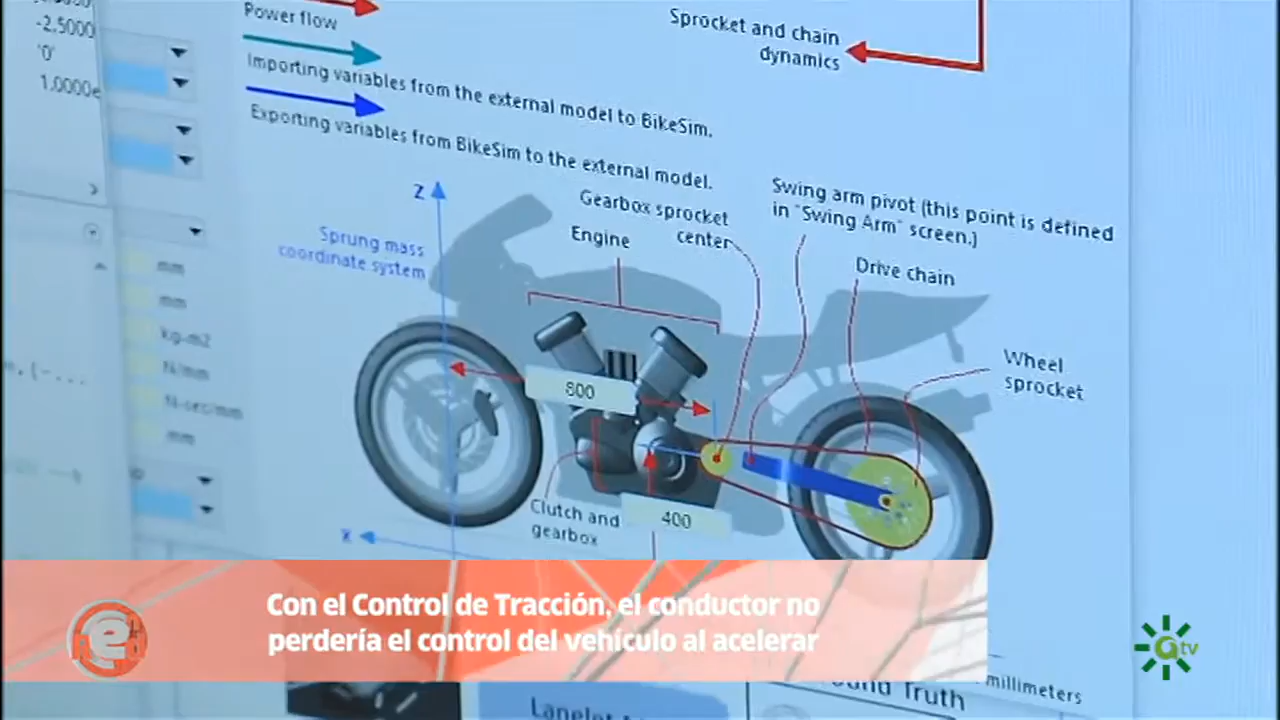 -2.5000
'0'
1.0000e
Power flow
Importing variables from the external model to BikeSim.
Exporting variables from BikeSim to the external model.
Sprocket and chain
dynamics
Z
Sprung mass
coordinate system
Gearbox sprocket
center
Engine
Swing arm pivot (this point is defined
in "Swing Arm" screen.)
Drive chain
Wheel
sprocket
mm
mm
kg-m2
N/mm
N-sec/mm
mm
800
400
Clutch and
gearbox
X
Con el Control de Tracción, el conductor no
perdería el control del vehículo al acelerar
e
a tv
Truth
millimeters